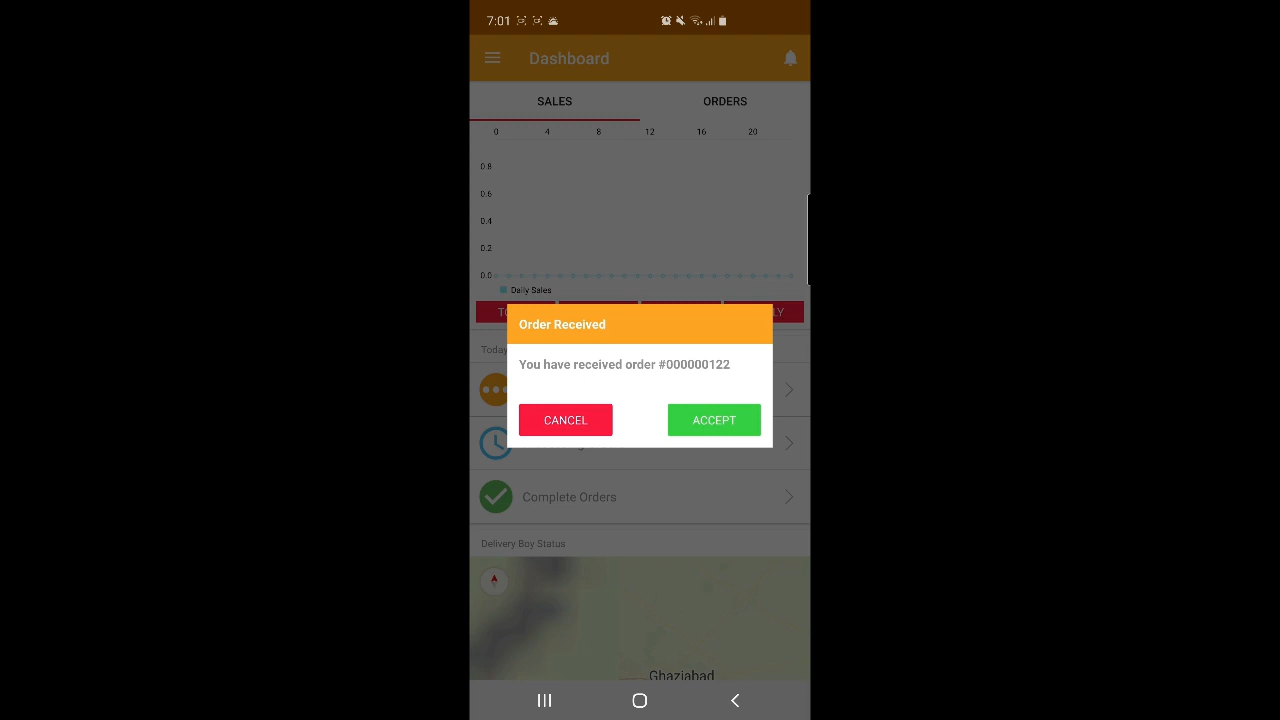 7:01
Dashboard
SALES ORDERS
0 4 8 12 16 20
0.8
0.6
0.4
0.2
0.0
Daily Sales
Order Received
You have received order #000000122
CANCEL ACCEPT
Complete Orders
Delivery Boy Status
Ghaziabad